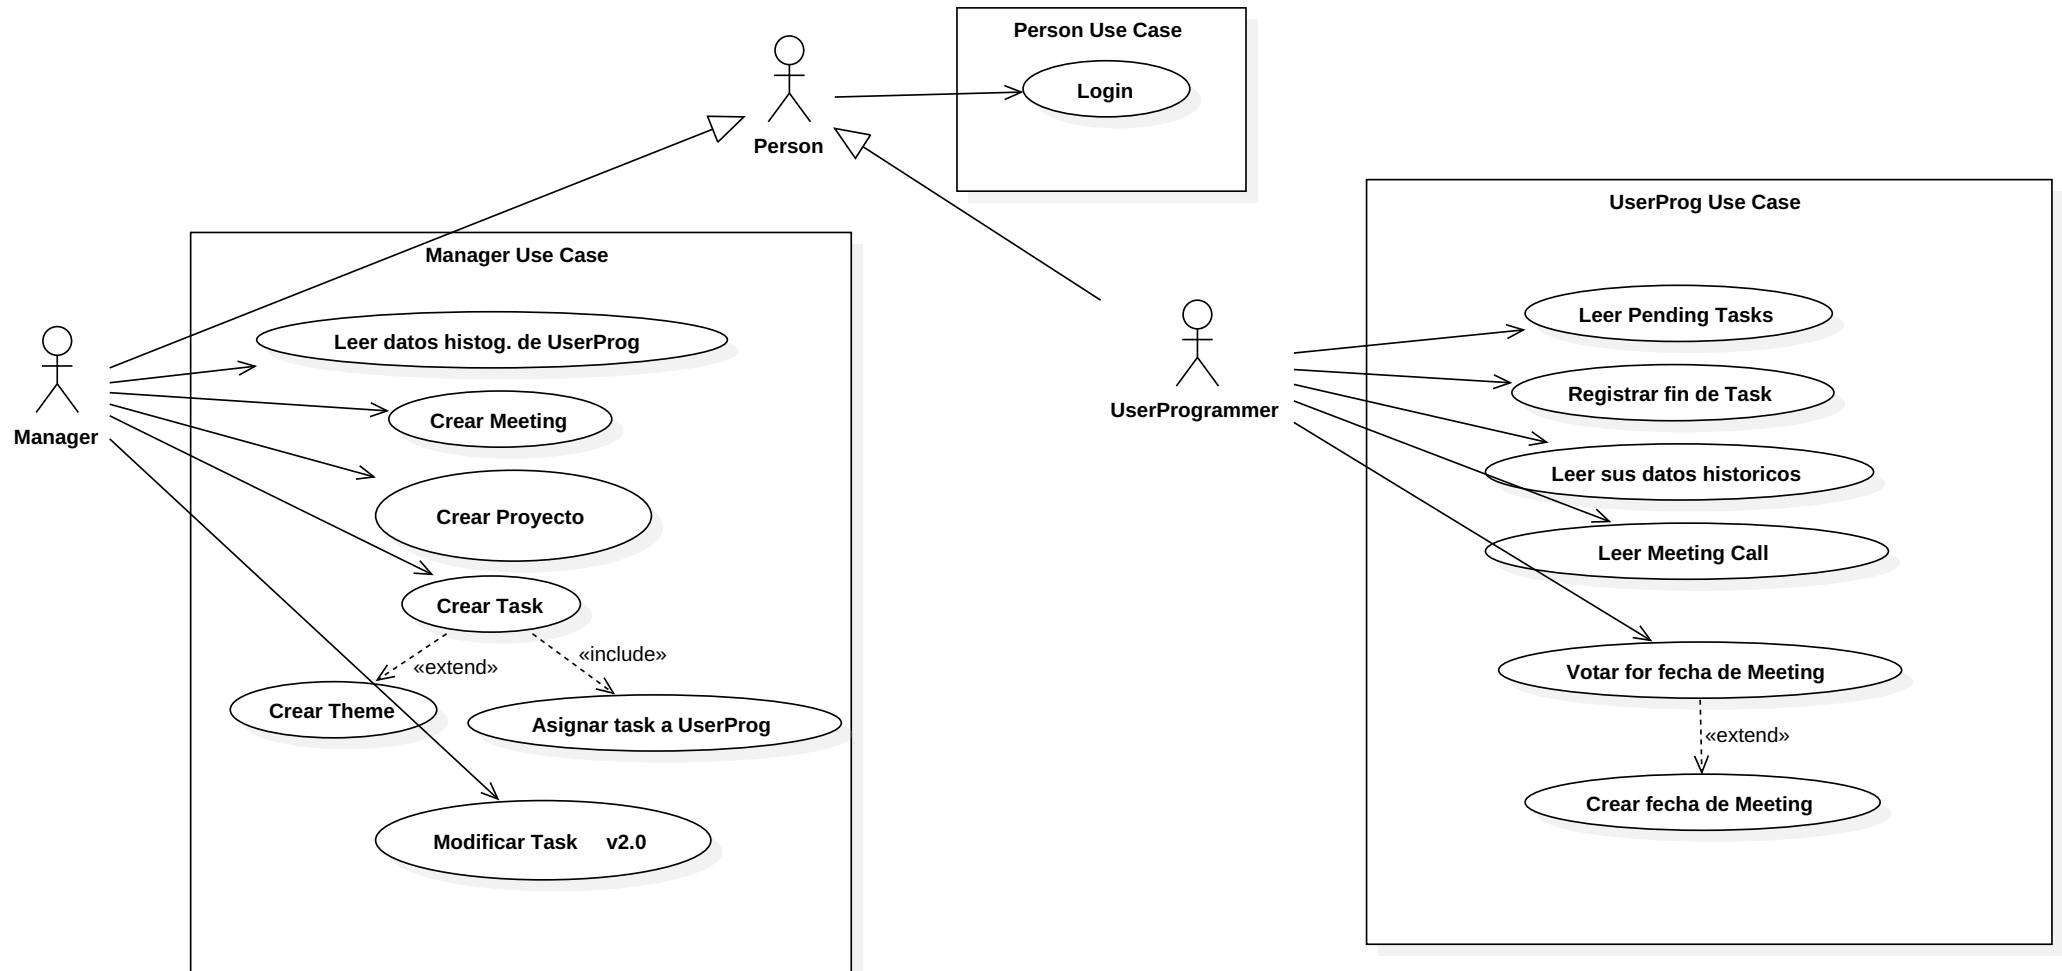 Person Use Case
Login
Person
UserProg Use Case
Manager Use Case
Leer datos histog. de UserProg
Crear Meeting
Manager
Crear Proyecto
Crear Task
«extend»
«include»
Crear Theme
Asignar task a UserProg
Modificar Task v2.0
UserProgrammer
Leer Pending Tasks
Registrar fin de Task
Leer sus datos historicos
Leer Meeting Call
Votar for fecha de Meeting
«extend»
Crear fecha de Meeting